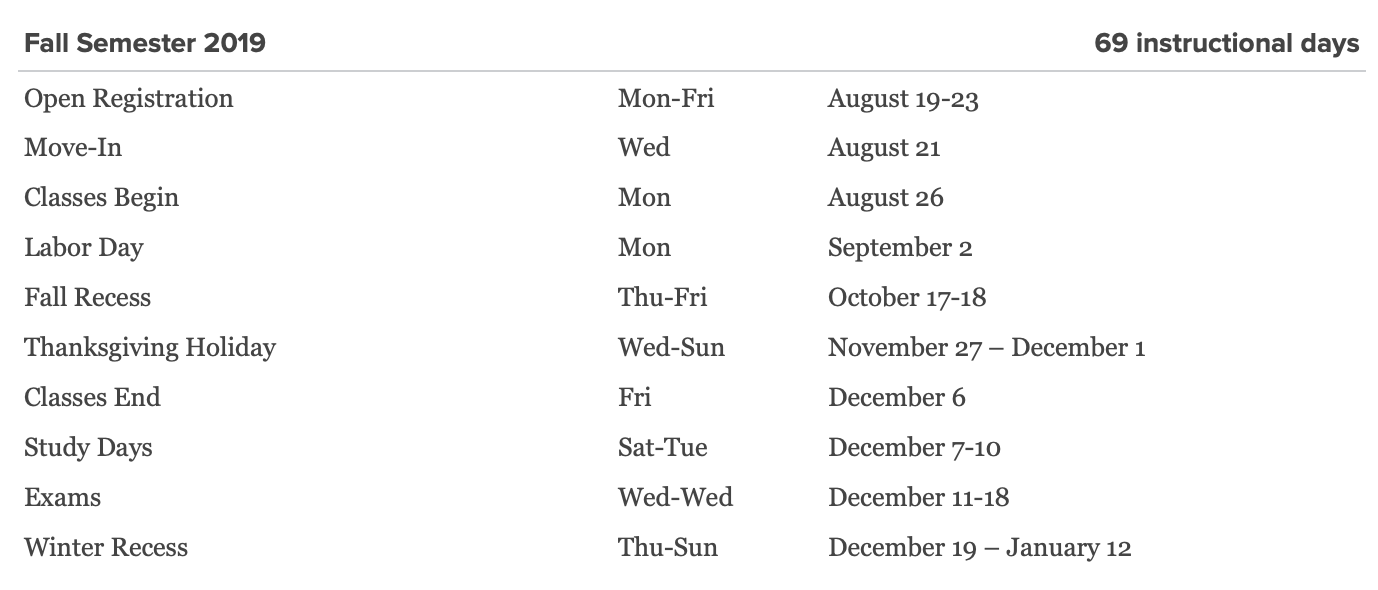 Fall Semester 2019 69 instructional days
Open Registration Mon-Fri August 19-23
Move-In Wed August 21
Classes Begin Mon August 26
Labor Day Mon September 2
Fall Recess Thu-Fri October 17-18
Thanksgiving Holiday Wed-Sun November 27 – December 1
Classes End Fri December 6
Study Days Sat-Tue December 7-10
Exams Wed-Wed December 11-18
Winter Recess Thu-Sun December 19 – January 12